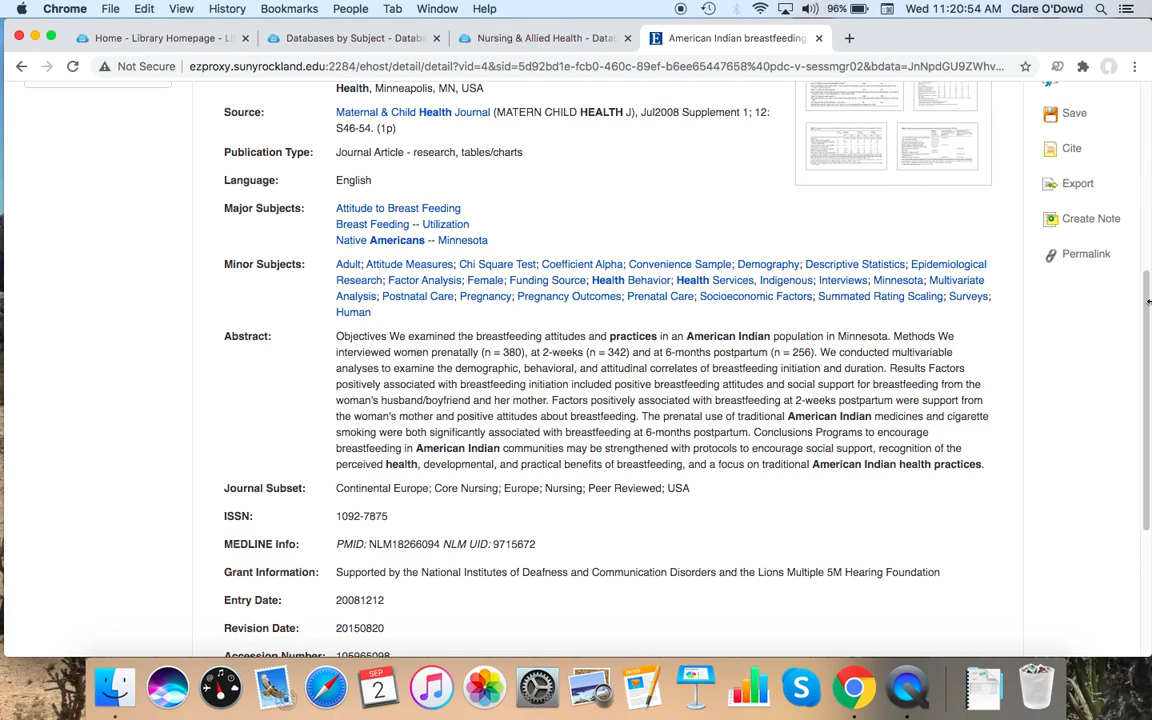 Chrome File Edit View History Bookmarks People Tab Window Help 96% Wed 11:20:54 AM Clare O'Dowd
Home - Library Homepage - Li Databases by Subject - Datab Nursing & Allied Health - Data American Indian breastfeeding
Not Secure ezproxy.sunyrockland.edu:2284/ehost/detail/detail?vid=4&sid=5d92bd1e-fcb0-460c-89ef-b6ee65447658%40pdc-v-sessmgr02&bdata=JnNpdGU9ZWhv...
Health, Minneapolis, MN, USA
Source: Maternal & Child Health Journal (MATERN CHILD HEALTH J), Jul2008 Supplement 1; 12:
S46-54. (1p)
Publication Type: Journal Article - research, tables/charts
Language: English
Major Subjects: Attitude to Breast Feeding
Breast Feeding -- Utilization
Native Americans -- Minnesota
Minor Subjects: Adult; Attitude Measures; Chi Square Test; Coefficient Alpha; Convenience Sample; Demography; Descriptive Statistics; Epidemiological
Research; Factor Analysis; Female; Funding Source; Health Behavior; Health Services, Indigenous; Interviews; Minnesota; Multivariate
Analysis; Postnatal Care; Pregnancy; Pregnancy Outcomes; Prenatal Care; Socioeconomic Factors; Summated Rating Scaling; Surveys;
Human
Abstract: Objectives We examined the breastfeeding attitudes and practices in an American Indian population in Minnesota. Methods We
interviewed women prenatally (n = 380), at 2-weeks (n = 342) and at 6-months postpartum (n = 256). We conducted multivariable
analyses to examine the demographic, behavioral, and attitudinal correlates of breastfeeding initiation and duration. Results Factors
positively associated with breastfeeding initiation included positive breastfeeding attitudes and social support for breastfeeding from the
woman's husband/boyfriend and her mother. Factors positively associated with breastfeeding at 2-weeks postpartum were support from
the woman's mother and positive attitudes about breastfeeding. The prenatal use of traditional American Indian medicines and cigarette
smoking were both significantly associated with breastfeeding at 6-months postpartum. Conclusions Programs to encourage
breastfeeding in American Indian communities may be strengthened with protocols to encourage social support, recognition of the
perceived health, developmental, and practical benefits of breastfeeding, and a focus on traditional American Indian health practices.
Journal Subset: Continental Europe; Core Nursing; Europe; Nursing; Peer Reviewed; USA
ISSN: 1092-7875
MEDLINE Info: PMID: NLM18266094 NLM UID: 9715672
Grant Information: Supported by the National Institutes of Deafness and Communication Disorders and the Lions Multiple 5M Hearing Foundation
Entry Date: 20081212
Revision Date: 20150820
Accession Number: 105965098
Save
Cite
Export
Create Note
Permalink
SEP
2